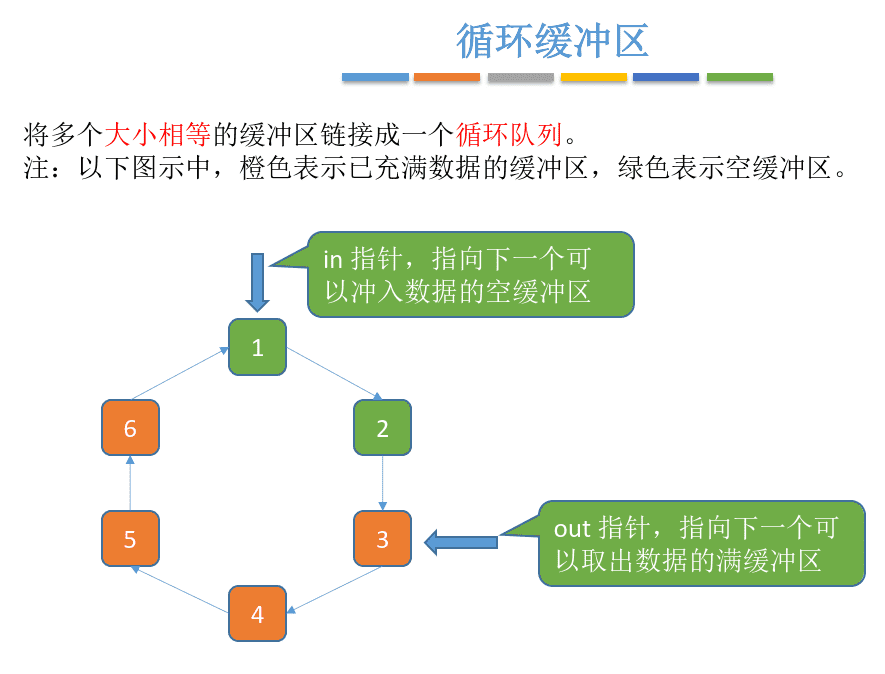 循环缓冲区
将多个大小相等的缓冲区链接成一个循环队列。
注：以下图示中，橙色表示已充满数据的缓冲区，绿色表示空缓冲区。
in 指针，指向下一个可
以冲入数据的空缓冲区
1
6
2
5
3
out 指针，指向下一个可
以取出数据的满缓冲区
4